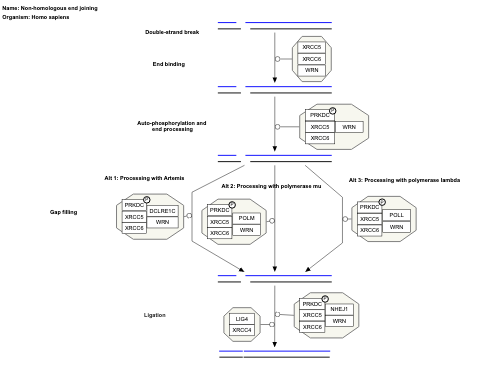 Name: Non-homologous end joining
Organism: Homo sapiens
Double-strand break
End binding
XRCC5
XRCC6
WRN
Auto-phosphorylation and
end processing
P
PRKDC
XRCC5
WRN
XRCC6
Alt 1: Processing with Artemis
Alt 2: Processing with polymerase mu
Alt 3: Processing with polymerase lambda
Gap filling
P
PRKDC
DCLRE1C
XRCC5
WRN
XRCC6
P
PRKDC
POLM
XRCC5
WRN
XRCC6
P
PRKDC
POLL
XRCC5
WRN
XRCC6
Ligation
LIG4
XRCC4
P
PRKDC
NHEJ1
XRCC5
WRN
XRCC6